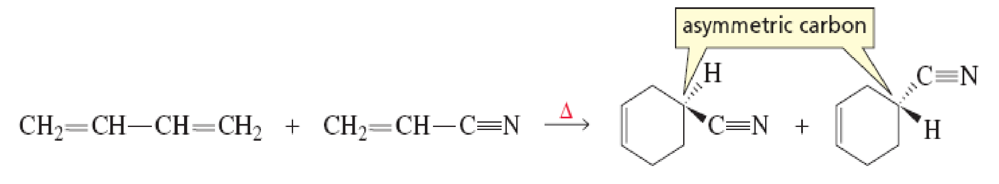 asymmetric carbon
H
C≡N
CH₂=CH—CH=CH₂ + CH₂=CH—C≡N Δ → C≡N + H